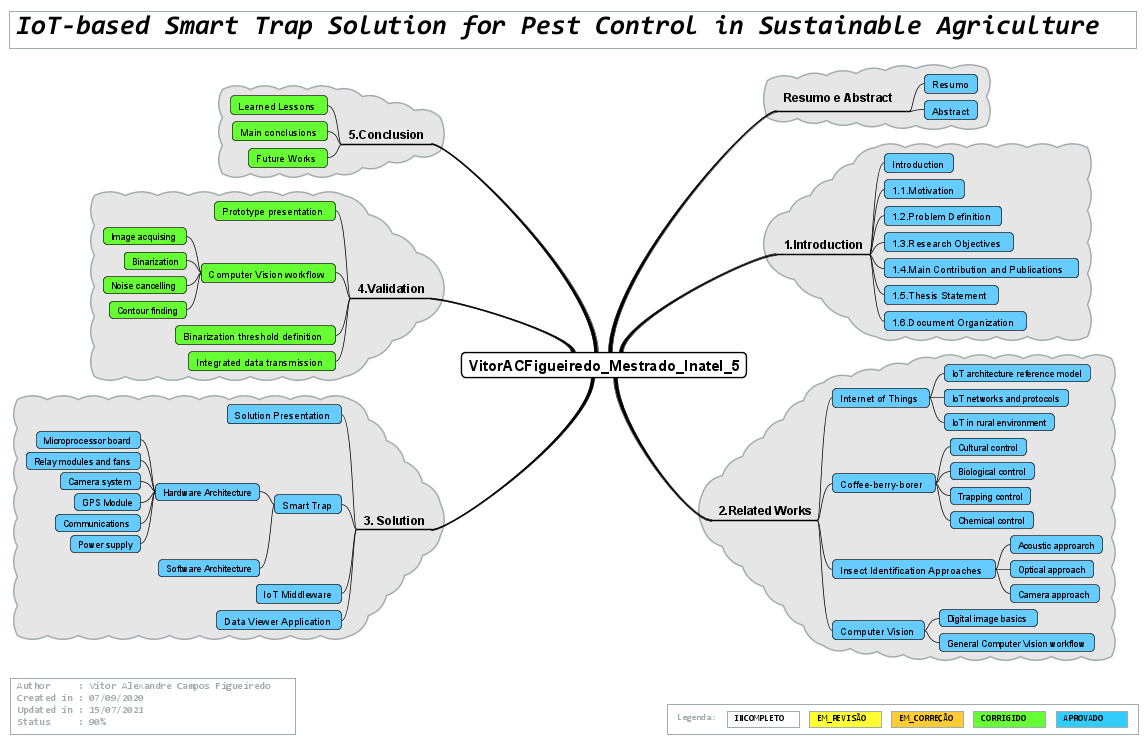 IoT-based Smart Trap Solution for Pest Control in Sustainable Agriculture
VitorACFigueiredo_Mestrado_Inatel_5
Resumo e Abstract
Resumo
Abstract
1.Introduction
Introduction
1.1.Motivation
1.2.Problem Definition
1.3.Research Objectives
1.4.Main Contribution and Publications
1.5.Thesis Statement
1.6.Document Organization
2.Related Works
Internet of Things
IoT architecture reference model
IoT networks and protocols
IoT in rural environment
Coffee-berry-borer
Cultural control
Biological control
Trapping control
Chemical control
Insect Identification Approaches
Acoustic approarch
Optical approach
Camera approach
Computer Vision
Digital image basics
General Computer Vision workflow
3. Solution
Solution Presentation
Smart Trap
Hardware Architecture
Microprocessor board
Relay modules and fans
Camera system
GPS Module
Communications
Power supply
Software Architecture
IoT Middleware
Data Viewer Application
4.Validation
Prototype presentation
Computer Vision workflow
Image acquising
Binarization
Noise cancelling
Contour finding
Binarization threshold definition
Integrated data transmission
5.Conclusion
Learned Lessons
Main conclusions
Future Works
Author : Vitor Alexandre Campos Figueiredo
Created in : 07/09/2020
Updated in : 15/07/2021
Status : 90%
Legenda: INCOMPLETO EM_REVISÃO EM_CORREÇÃO CORRIGIDO APROVADO